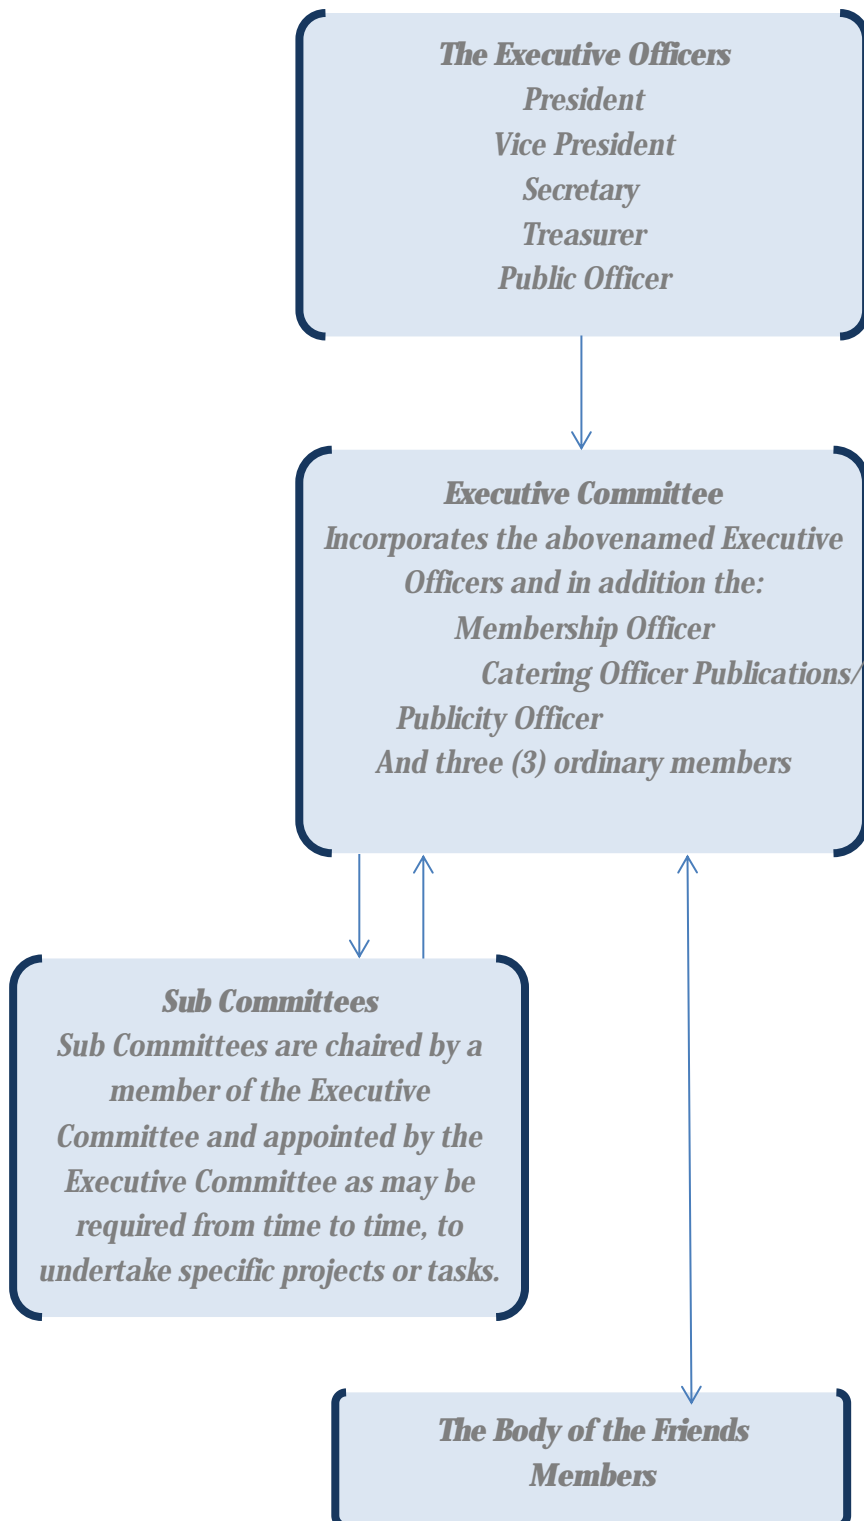 The Executive Officers
President
Vice President
Secretary
Treasurer
Public Officer
Executive Committee
Incorporates the abovenamed Executive
Officers and in addition the:
Membership Officer
Catering Officer Publications/
Publicity Officer
And three (3) ordinary members
Sub Committees
Sub Committees are chaired by a
member of the Executive
Committee and appointed by the
Executive Committee as may be
required from time to time, to
undertake specific projects or tasks.
The Body of the Friends
Members